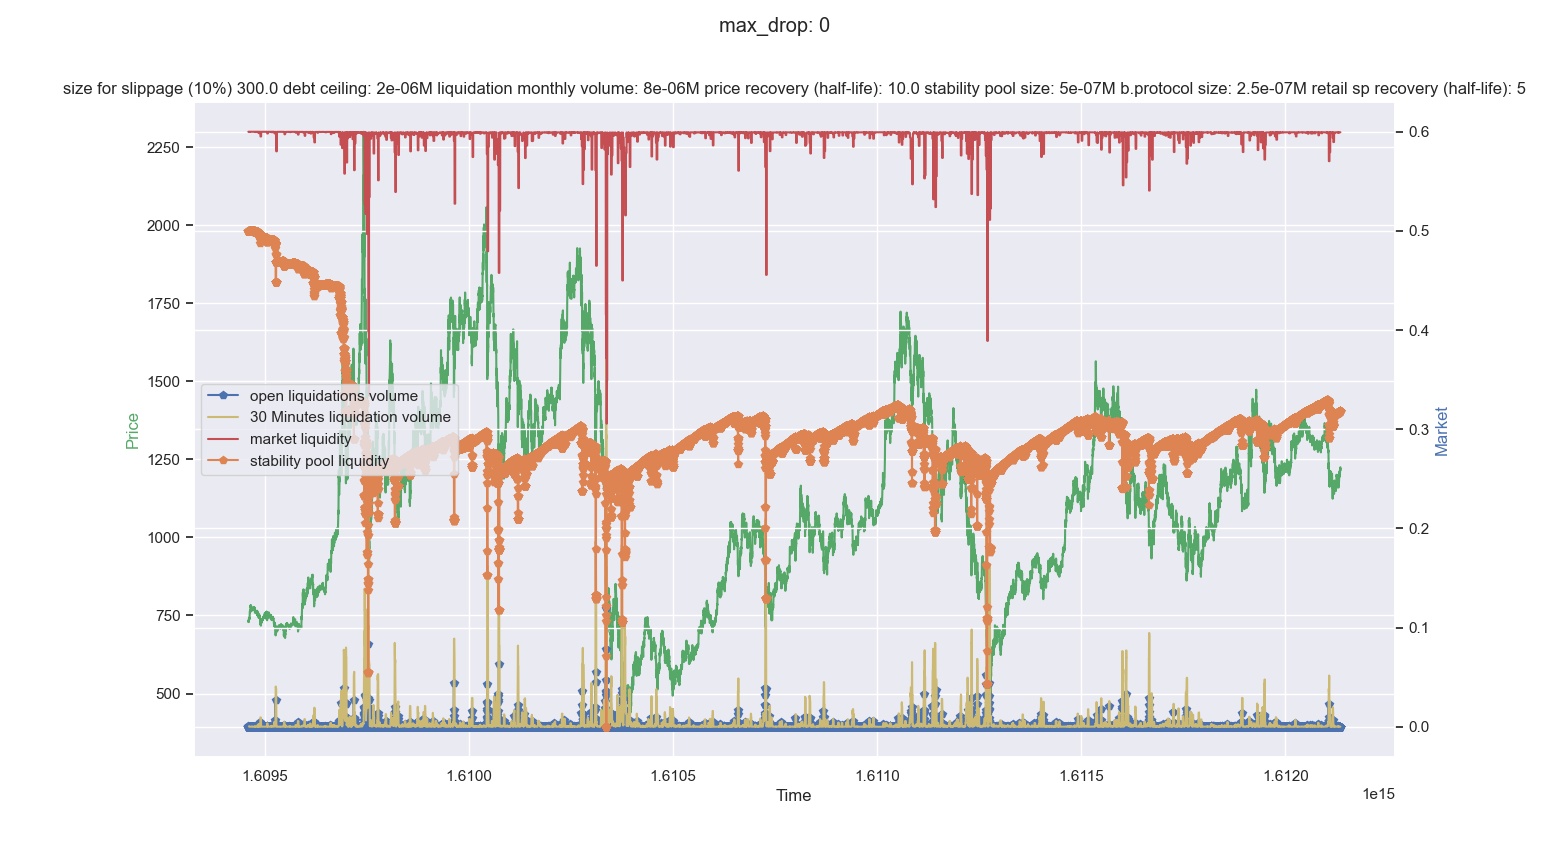 max_drop: 0
size for slippage (10%) 300.0 debt ceiling: 2e-06M liquidation monthly volume: 8e-06M price recovery (half-life): 10.0 stability pool size: 5e-07M b.protocol size: 2.5e-07M retail sp recovery (half-life): 5
2250
2000
1750
1500
1250
1000
750
500
Price
open liquidations volume
30 Minutes liquidation volume
market liquidity
stability pool liquidity
0.6
0.5
0.4
0.3
0.2
0.1
0.0
Market
1.6095
1.6100
1.6105
1.6110
1.6115
1.6120
Time
1e15